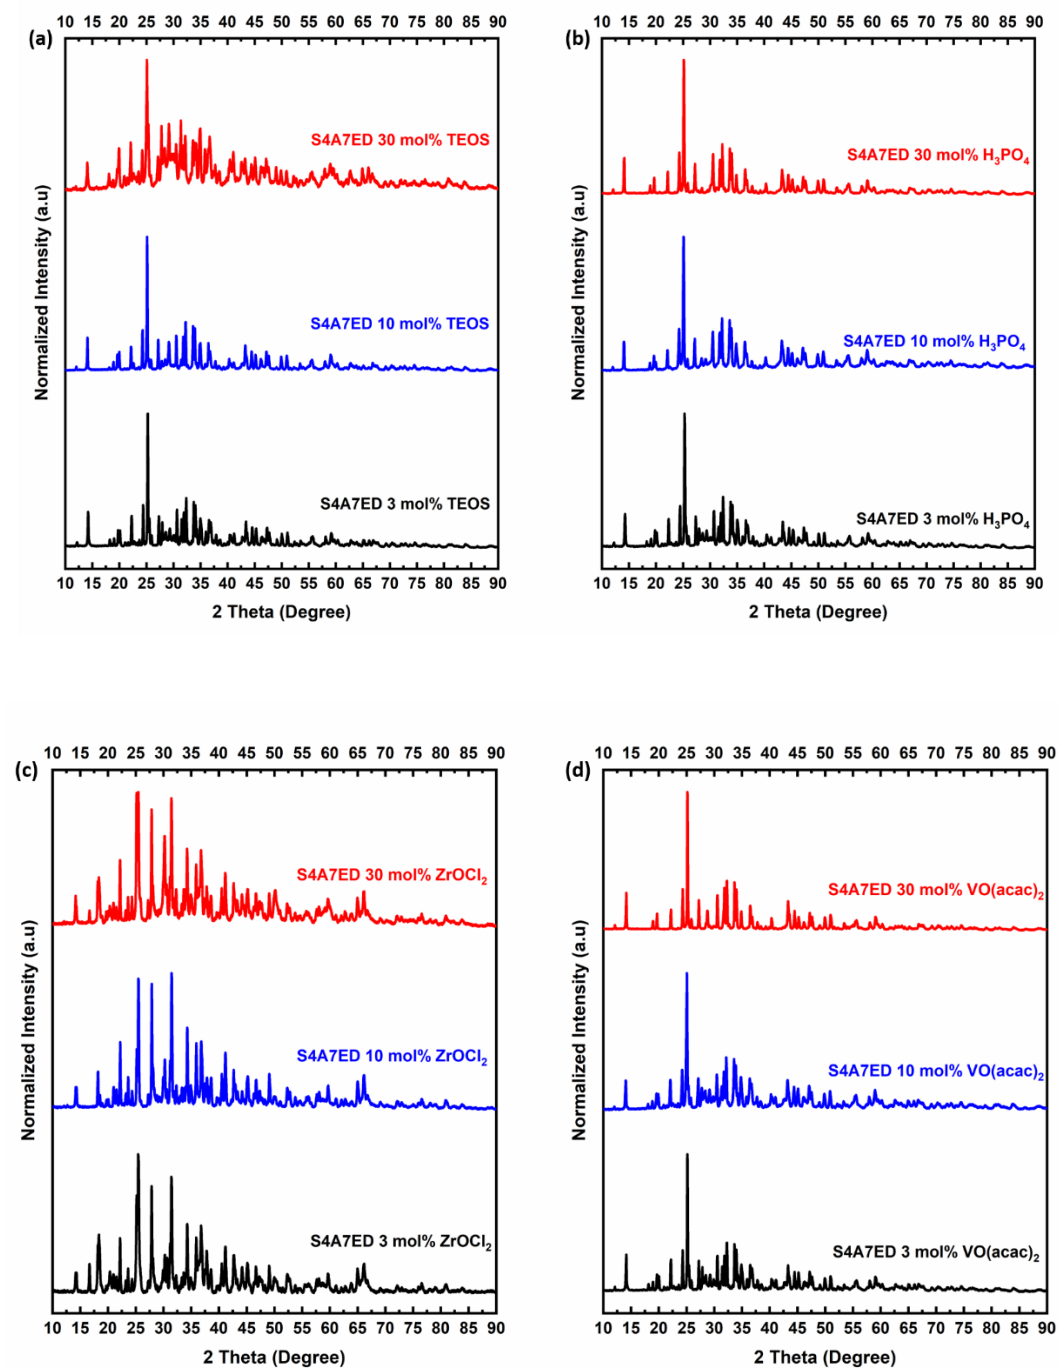 10 15 20 25 30 35 40 45 50 55 60 65 70 75 80 85 90
(a)
S4A7ED 30 mol% TEOS
S4A7ED 10 mol% TEOS
S4A7ED 3 mol% TEOS
Normalized Intensity (a.u)
10 15 20 25 30 35 40 45 50 55 60 65 70 75 80 85 90
2 Theta (Degree)
10 15 20 25 30 35 40 45 50 55 60 65 70 75 80 85 90
(b)
S4A7ED 30 mol% H₃PO₄
S4A7ED 10 mol% H₃PO₄
S4A7ED 3 mol% H₃PO₄
Normalized Intensity (a.u)
10 15 20 25 30 35 40 45 50 55 60 65 70 75 80 85 90
2 Theta (Degree)
10 15 20 25 30 35 40 45 50 55 60 65 70 75 80 85 90
(c)
S4A7ED 30 mol% ZrOCl₂
S4A7ED 10 mol% ZrOCl₂
S4A7ED 3 mol% ZrOCl₂
Normalized Intensity (a.u)
10 15 20 25 30 35 40 45 50 55 60 65 70 75 80 85 90
2 Theta (Degree)
10 15 20 25 30 35 40 45 50 55 60 65 70 75 80 85 90
(d)
S4A7ED 30 mol% VO(acac)₂
S4A7ED 10 mol% VO(acac)₂
S4A7ED 3 mol% VO(acac)₂
Normalized Intensity (a.u)
10 15 20 25 30 35 40 45 50 55 60 65 70 75 80 85 90
2 Theta (Degree)